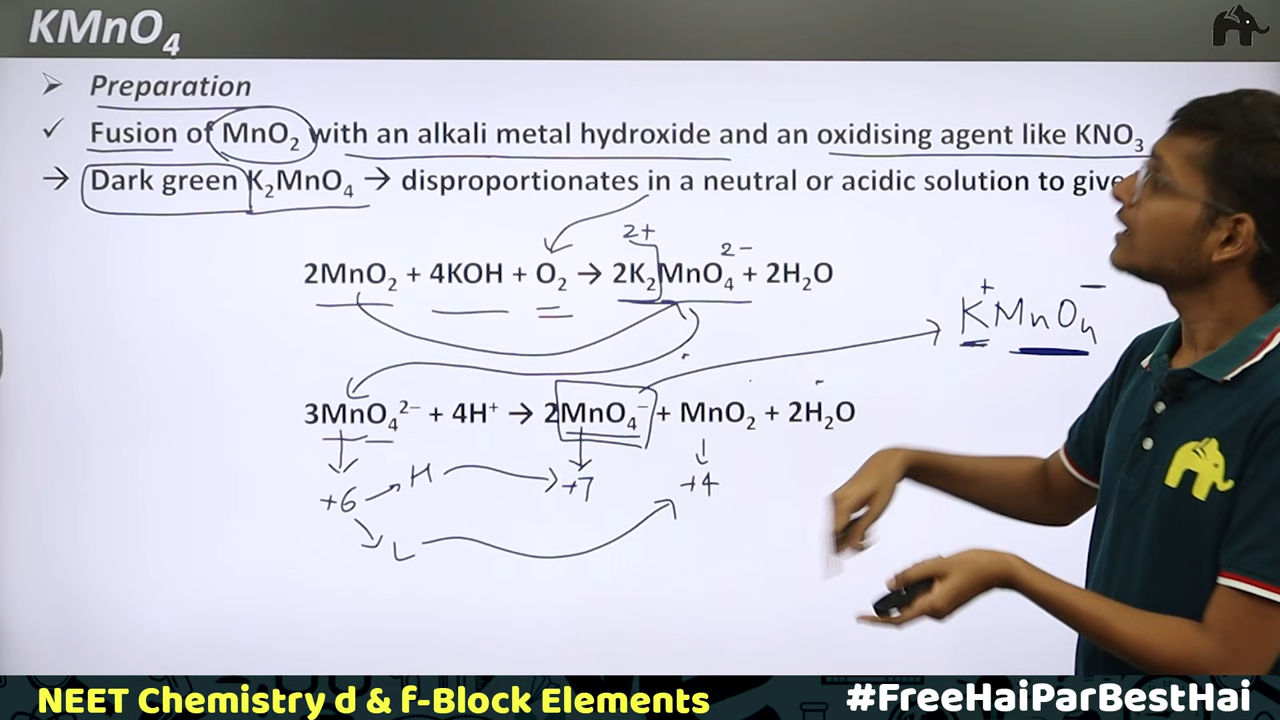 KMnO₄
➤ Preparation
✓ Fusion of MnO₂ with an alkali metal hydroxide and an oxidising agent like KNO₃
→ Dark green K₂MnO₄ → disproportionates in a neutral or acidic solution to give
2+
2−
2MnO₂ + 4KOH + O₂ → 2K₂MnO₄ + 2H₂O
K⁺MnO₄⁻
3MnO₄²⁻ + 4H⁺ → 2MnO₄⁻ + MnO₂ + 2H₂O
+6 H +7 +4
L
NEET Chemistry d & f-Block Elements
#FreeHaiParBestHai